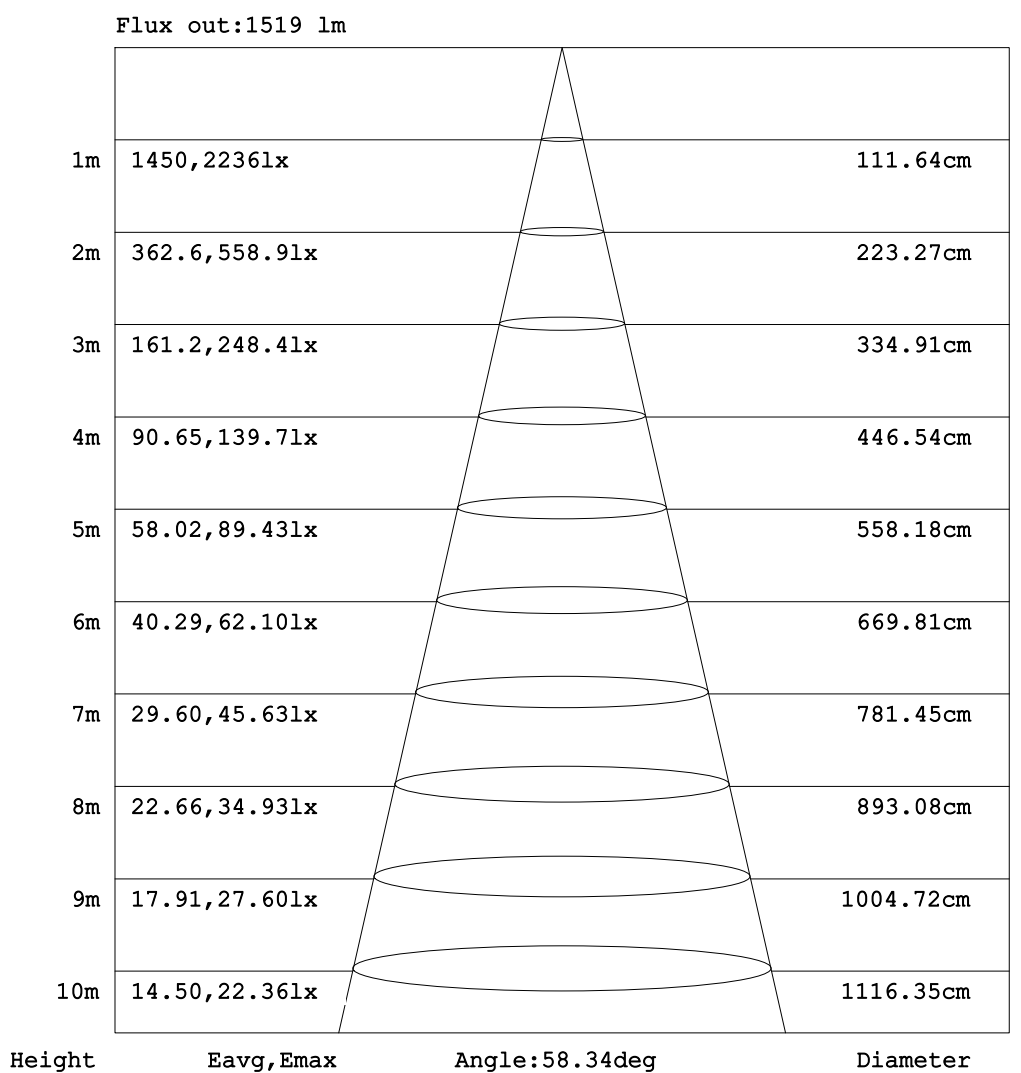 Flux out:1519 lm
1m 1450,2236lx 111.64cm
2m 362.6,558.9lx 223.27cm
3m 161.2,248.4lx 334.91cm
4m 90.65,139.7lx 446.54cm
5m 58.02,89.43lx 558.18cm
6m 40.29,62.10lx 669.81cm
7m 29.60,45.63lx 781.45cm
8m 22.66,34.93lx 893.08cm
9m 17.91,27.60lx 1004.72cm
10m 14.50,22.36lx 1116.35cm
Height Eavg,Emax Angle:58.34deg Diameter